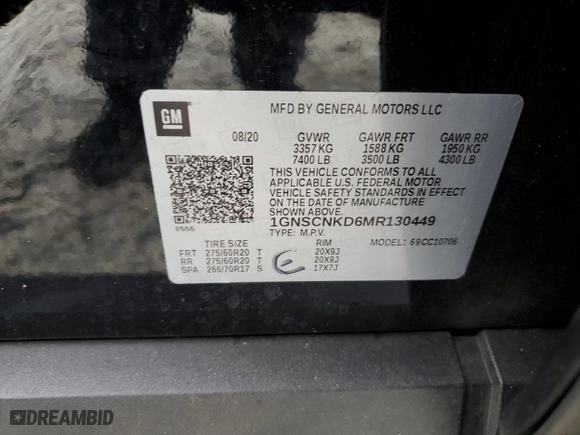 GM
MFD BY GENERAL MOTORS LLC
08/20 GVWR GAWR FRT GAWR RR
3357 KG 1588 KG 1950 KG
7400 LB 3500 LB 4300 LB
THIS VEHICLE CONFORMS TO ALL
APPLICABLE U.S. FEDERAL MOTOR
VEHICLE SAFETY STANDARDS IN EFFECT
ON THE DATE OF MANUFACTURE
SHOWN ABOVE.
1GNSCNKD6MR130449
TYPE: M.P.V. MODEL: 69CC10706
TIRE SIZE RIM
FRT 275/60R20 T 20X9J
RR 275/60R20 T 20X9J
SPA 265/70R17 S 17X7J
DREAMBID